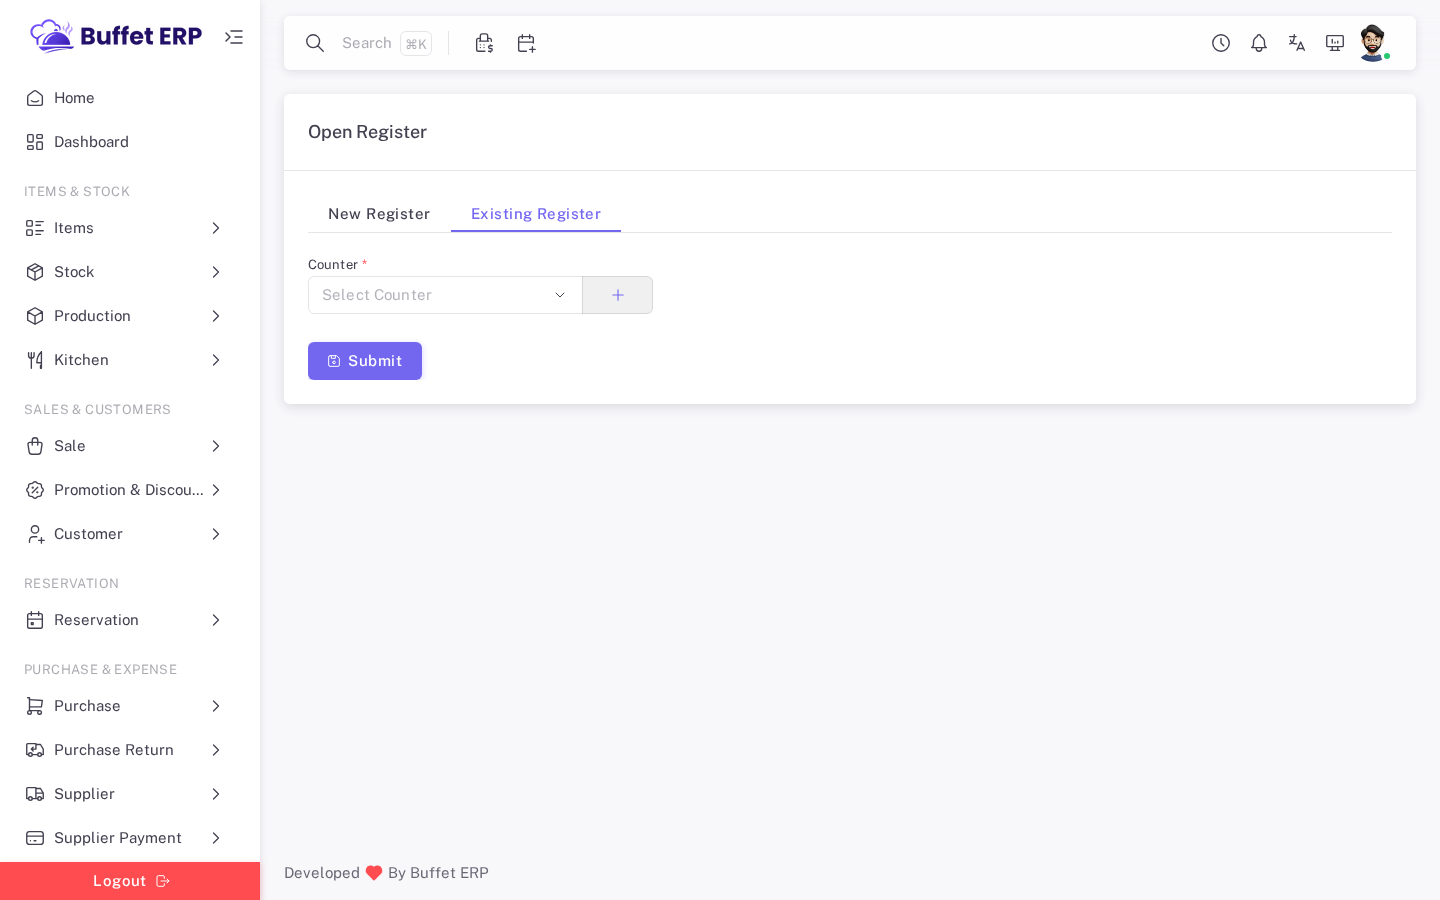 Buffet ERP
Home
Dashboard
ITEMS & STOCK
Items
Stock
Production
Kitchen
SALES & CUSTOMERS
Sale
Promotion & Discou...
Customer
RESERVATION
Reservation
PURCHASE & EXPENSE
Purchase
Purchase Return
Supplier
Supplier Payment
Logout
Search ⌘K
Open Register
New Register Existing Register
Counter *
Select Counter
Submit
Developed ❤ By Buffet ERP